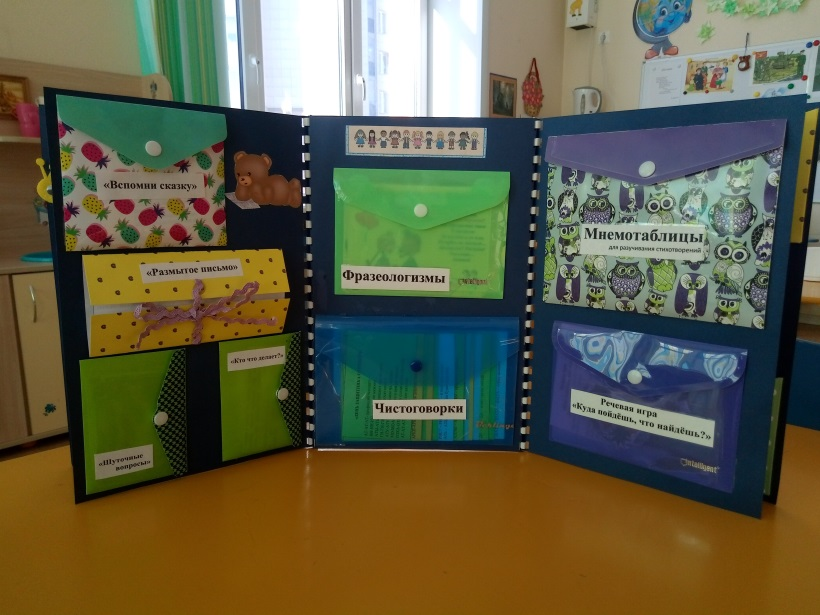 «Вспомни сказку»
«Размытое письмо»
«Кто что делает?»
«Шуточные
вопросы»
Фразеологизмы
Чистоговорки
Мнемотаблицы
для разучивания стихотворений
Речевая игра
«Куда пойдёшь, что найдёшь?»
intelligent